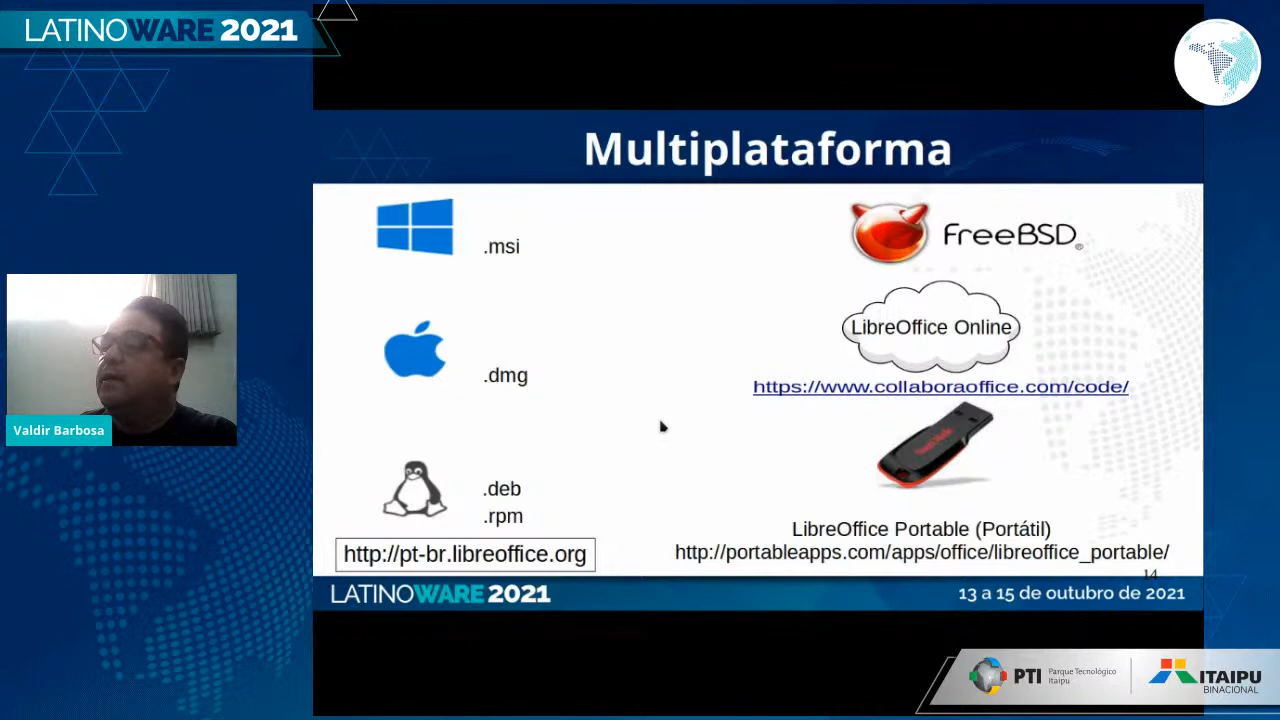 LATINOWARE 2021
Multiplataforma
.msi
FreeBSD®
LibreOffice Online
https://www.collaboraoffice.com/code/
.dmg
Valdir Barbosa
SanDisk
.deb
.rpm
http://pt-br.libreoffice.org
LibreOffice Portable (Portátil)
http://portableapps.com/apps/office/libreoffice_portable/
14
LATINOWARE 2021
13 a 15 de outubro de 2021
PTI Parque Tecnológico
Itaipu
ITAIPU
BINACIONAL